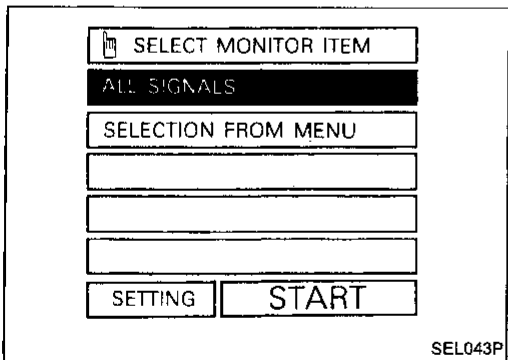 SELECT MONITOR ITEM
ALL SIGNALS
SELECTION FROM MENU
SETTING START
SEL043P